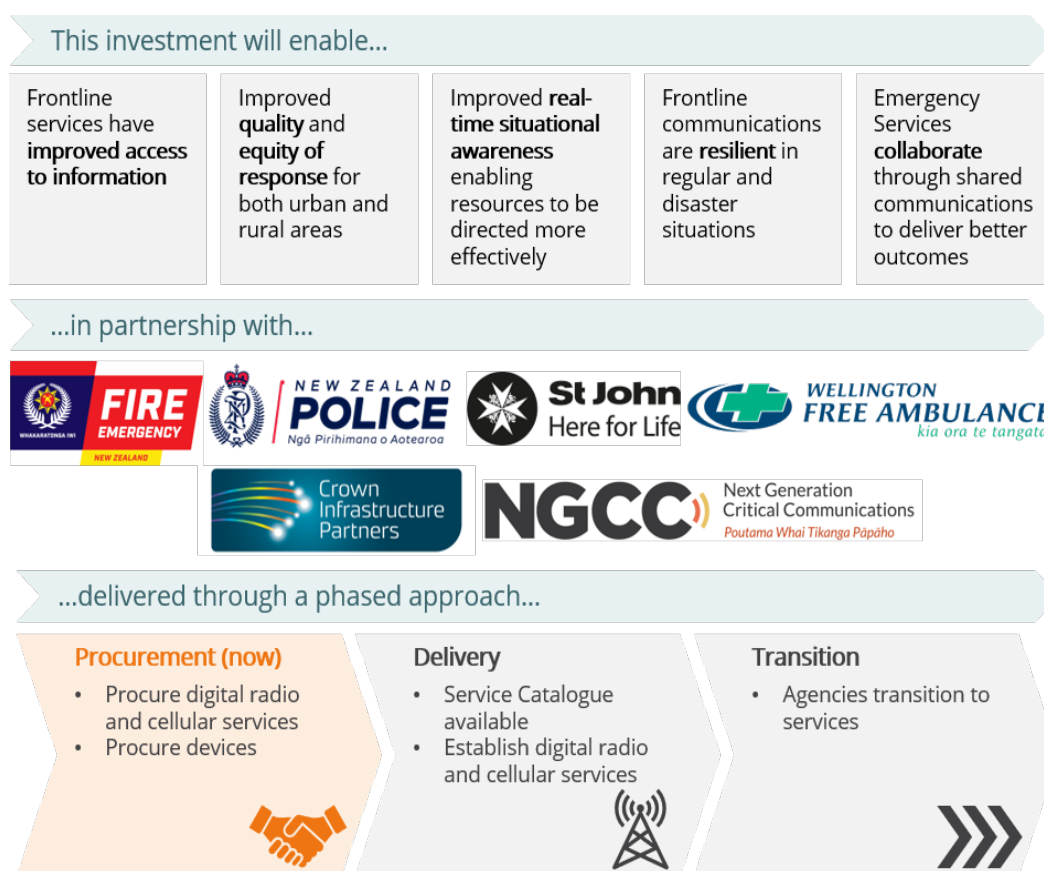 This investment will enable...
Frontline
services have
improved access
to information
Improved
quality and
equity of
response for
both urban and
rural areas
Improved real-
time situational
awareness
enabling
resources to be
directed more
effectively
Frontline
communications
are resilient in
regular and
disaster
situations
Emergency
Services
collaborate
through shared
communications
to deliver better
outcomes
...in partnership with...
WHAKARATONGA IWI
FIRE
EMERGENCY
NEW ZEALAND
NEW ZEALAND
POLICE
Ngā Pirihimana o Aotearoa
St John
Here for Life
WELLINGTON
FREE AMBULANCE
kia ora te tangata
Crown
Infrastructure
Partners
NGCC
Next Generation
Critical Communications
Poutama Whai Tikanga Pāpāho
...delivered through a phased approach...
Procurement (now)
• Procure digital radio
and cellular services
• Procure devices
Delivery
• Service Catalogue
available
• Establish digital radio
and cellular services
Transition
• Agencies transition to
services